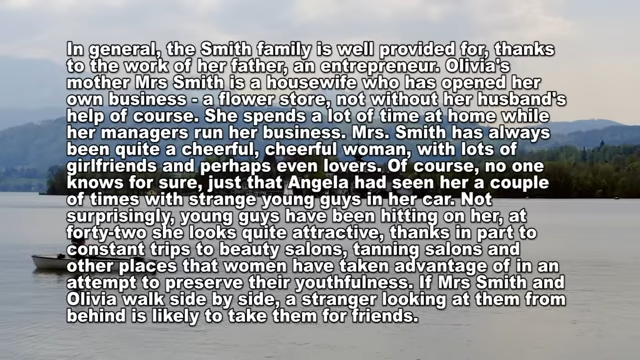 In general, the Smith family is well provided for, thanks
to the work of her father, an entrepreneur. Olivia's
mother Mrs Smith is a housewife who has opened her
own business - a flower store, not without her husband's
help of course. She spends a lot of time at home while
her managers run her business. Mrs. Smith has always
been quite a cheerful, cheerful woman, with lots of
girlfriends and perhaps even lovers. Of course, no one
knows for sure, just that Angela had seen her a couple
of times with strange young guys in her car. Not
surprisingly, young guys have been hitting on her, at
forty-two she looks quite attractive, thanks in part to
constant trips to beauty salons, tanning salons and
other places that women have taken advantage of in an
attempt to preserve their youthfulness. If Mrs Smith and
Olivia walk side by side, a stranger looking at them from
behind is likely to take them for friends.